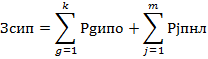 Зсип = ∑_{g=1}^{k} Pgипо + ∑_{j=1}^{m} Pjпнл